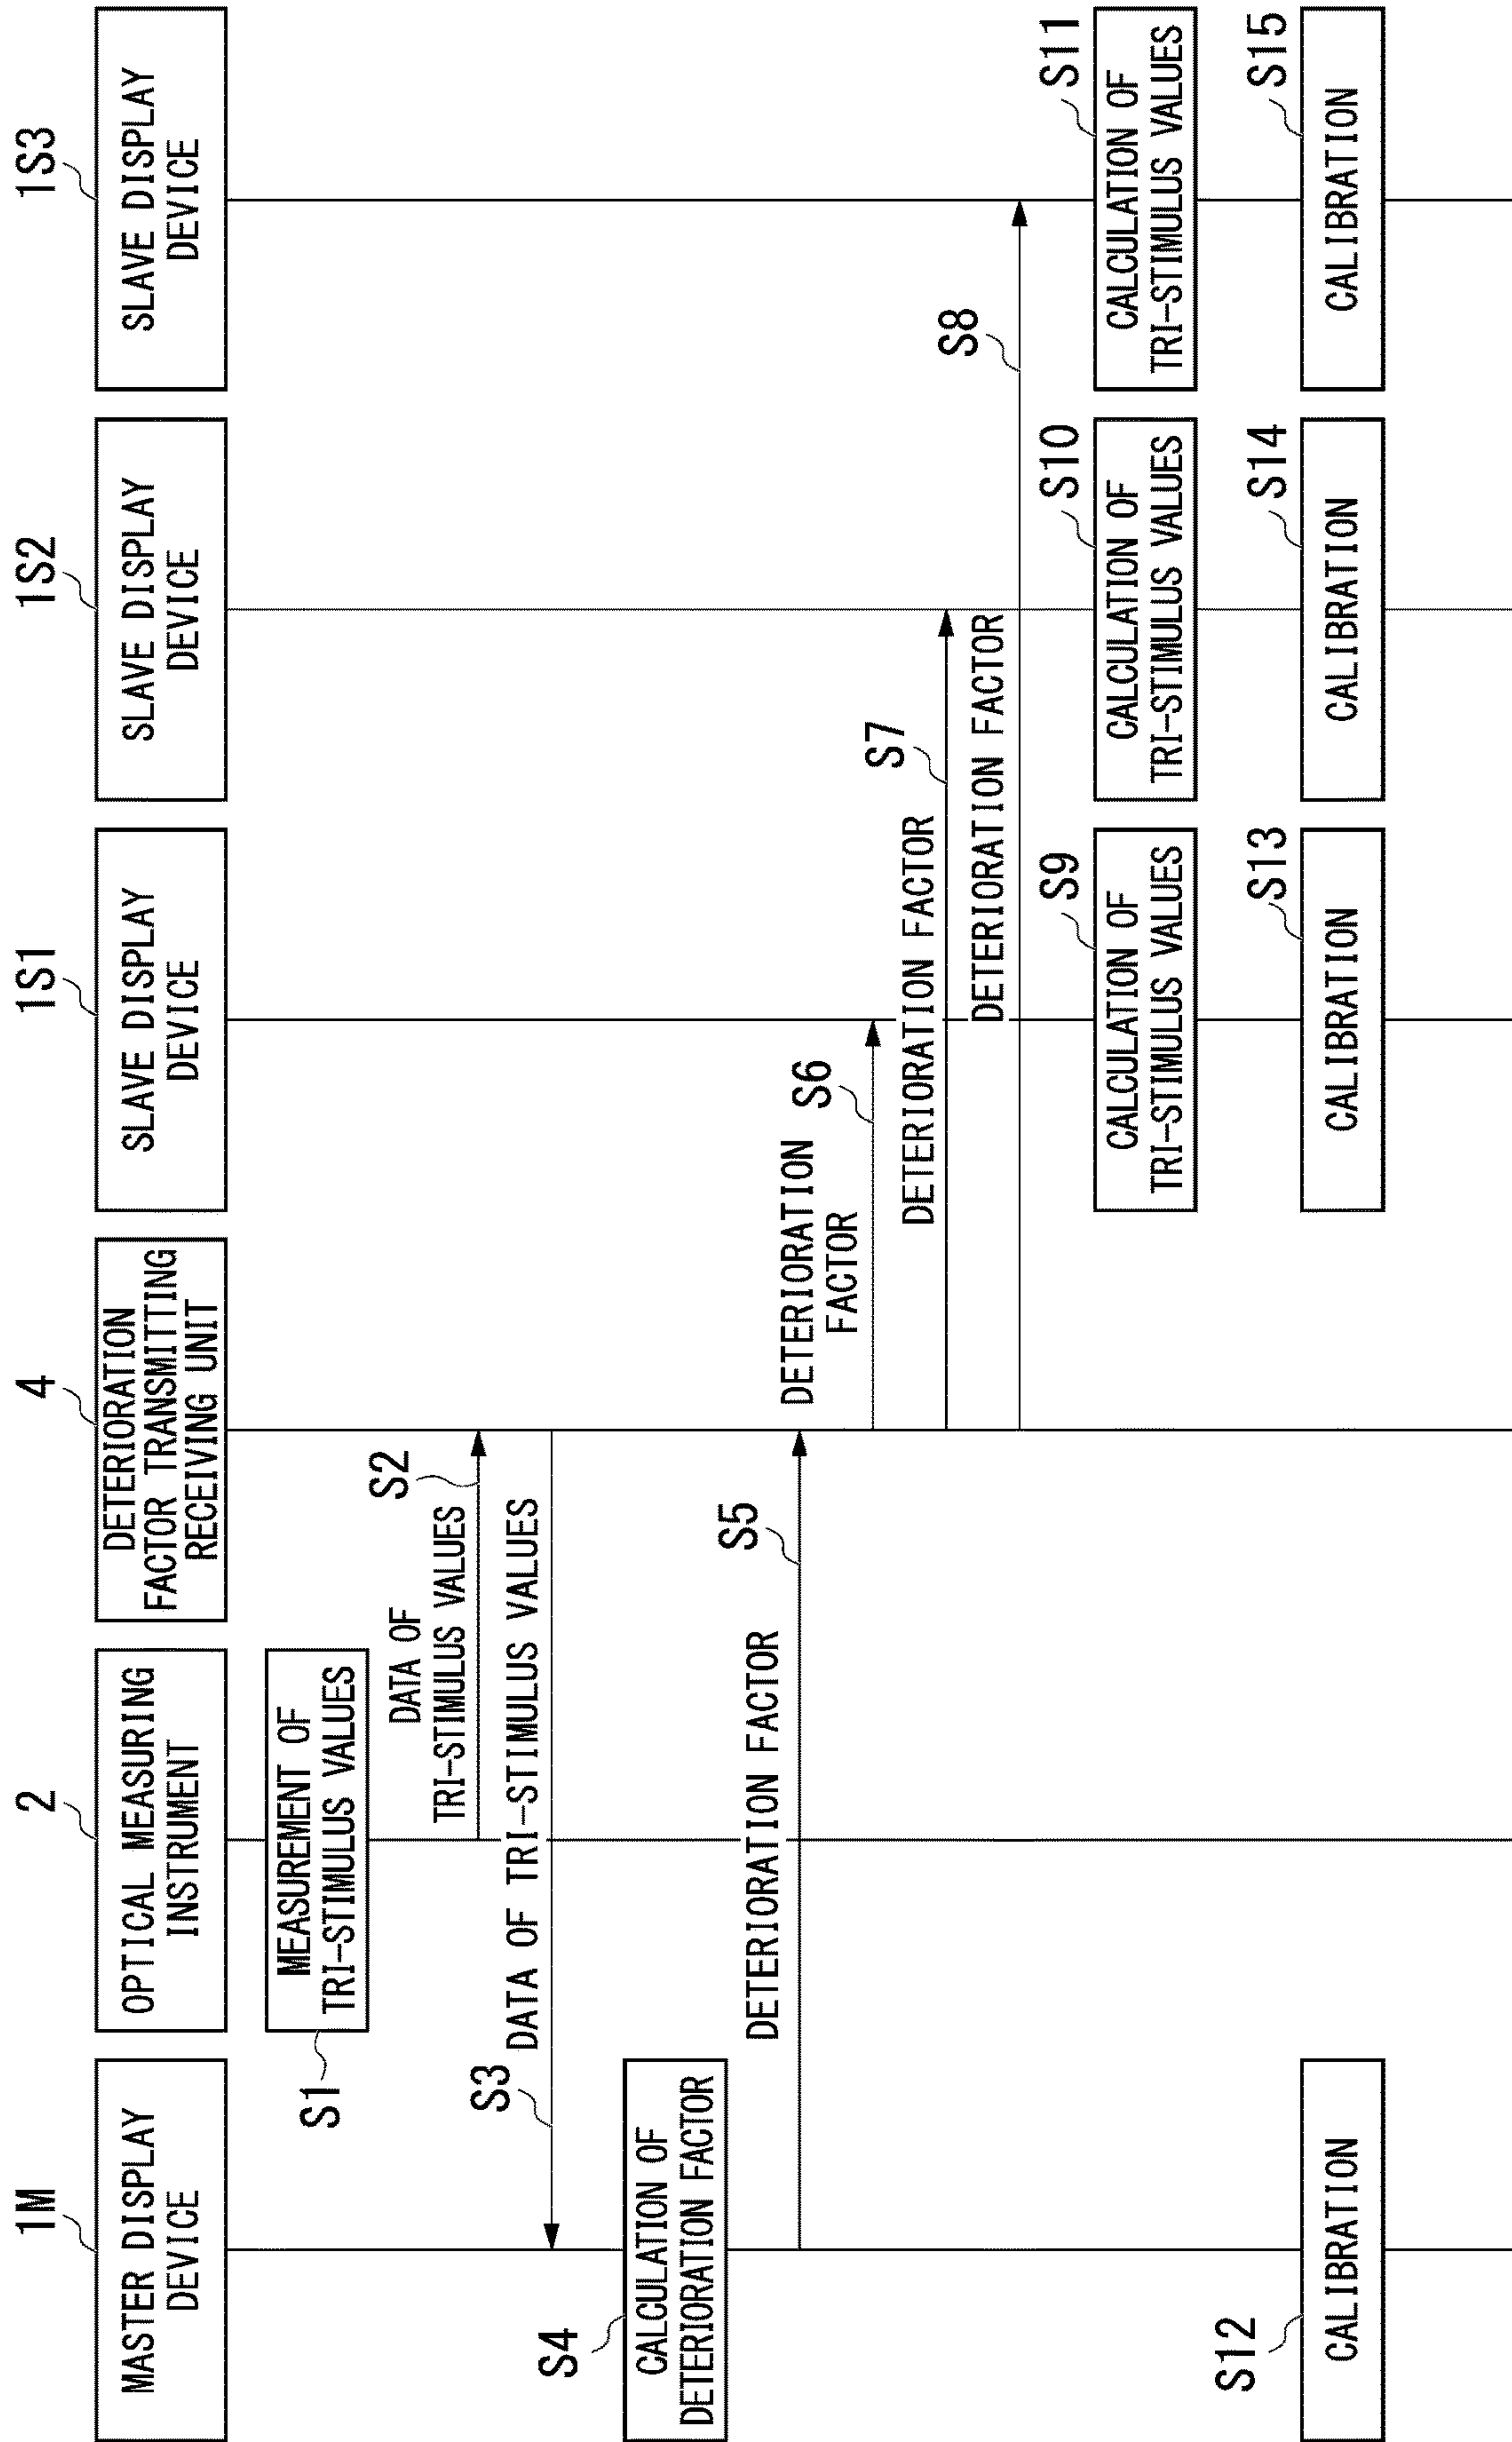 1M
MASTER DISPLAY
DEVICE
2
OPTICAL MEASURING
INSTRUMENT
4
DETERIORATION
FACTOR TRANSMITTING
RECEIVING UNIT
1S1
SLAVE DISPLAY
DEVICE
1S2
SLAVE DISPLAY
DEVICE
1S3
SLAVE DISPLAY
DEVICE
S1
MEASUREMENT OF
TRI-STIMULUS VALUES
S2
DATA OF
TRI-STIMULUS VALUES
S3
DATA OF TRI-STIMULUS VALUES
S4
CALCULATION OF
DETERIORATION FACTOR
S5
DETERIORATION FACTOR
S6
DETERIORATION
FACTOR
S7
DETERIORATION FACTOR
S8
DETERIORATION FACTOR
S9
CALCULATION OF
TRI-STIMULUS VALUES
S10
CALCULATION OF
TRI-STIMULUS VALUES
S11
CALCULATION OF
TRI-STIMULUS VALUES
S12
CALIBRATION
S13
CALIBRATION
S14
CALIBRATION
S15
CALIBRATION